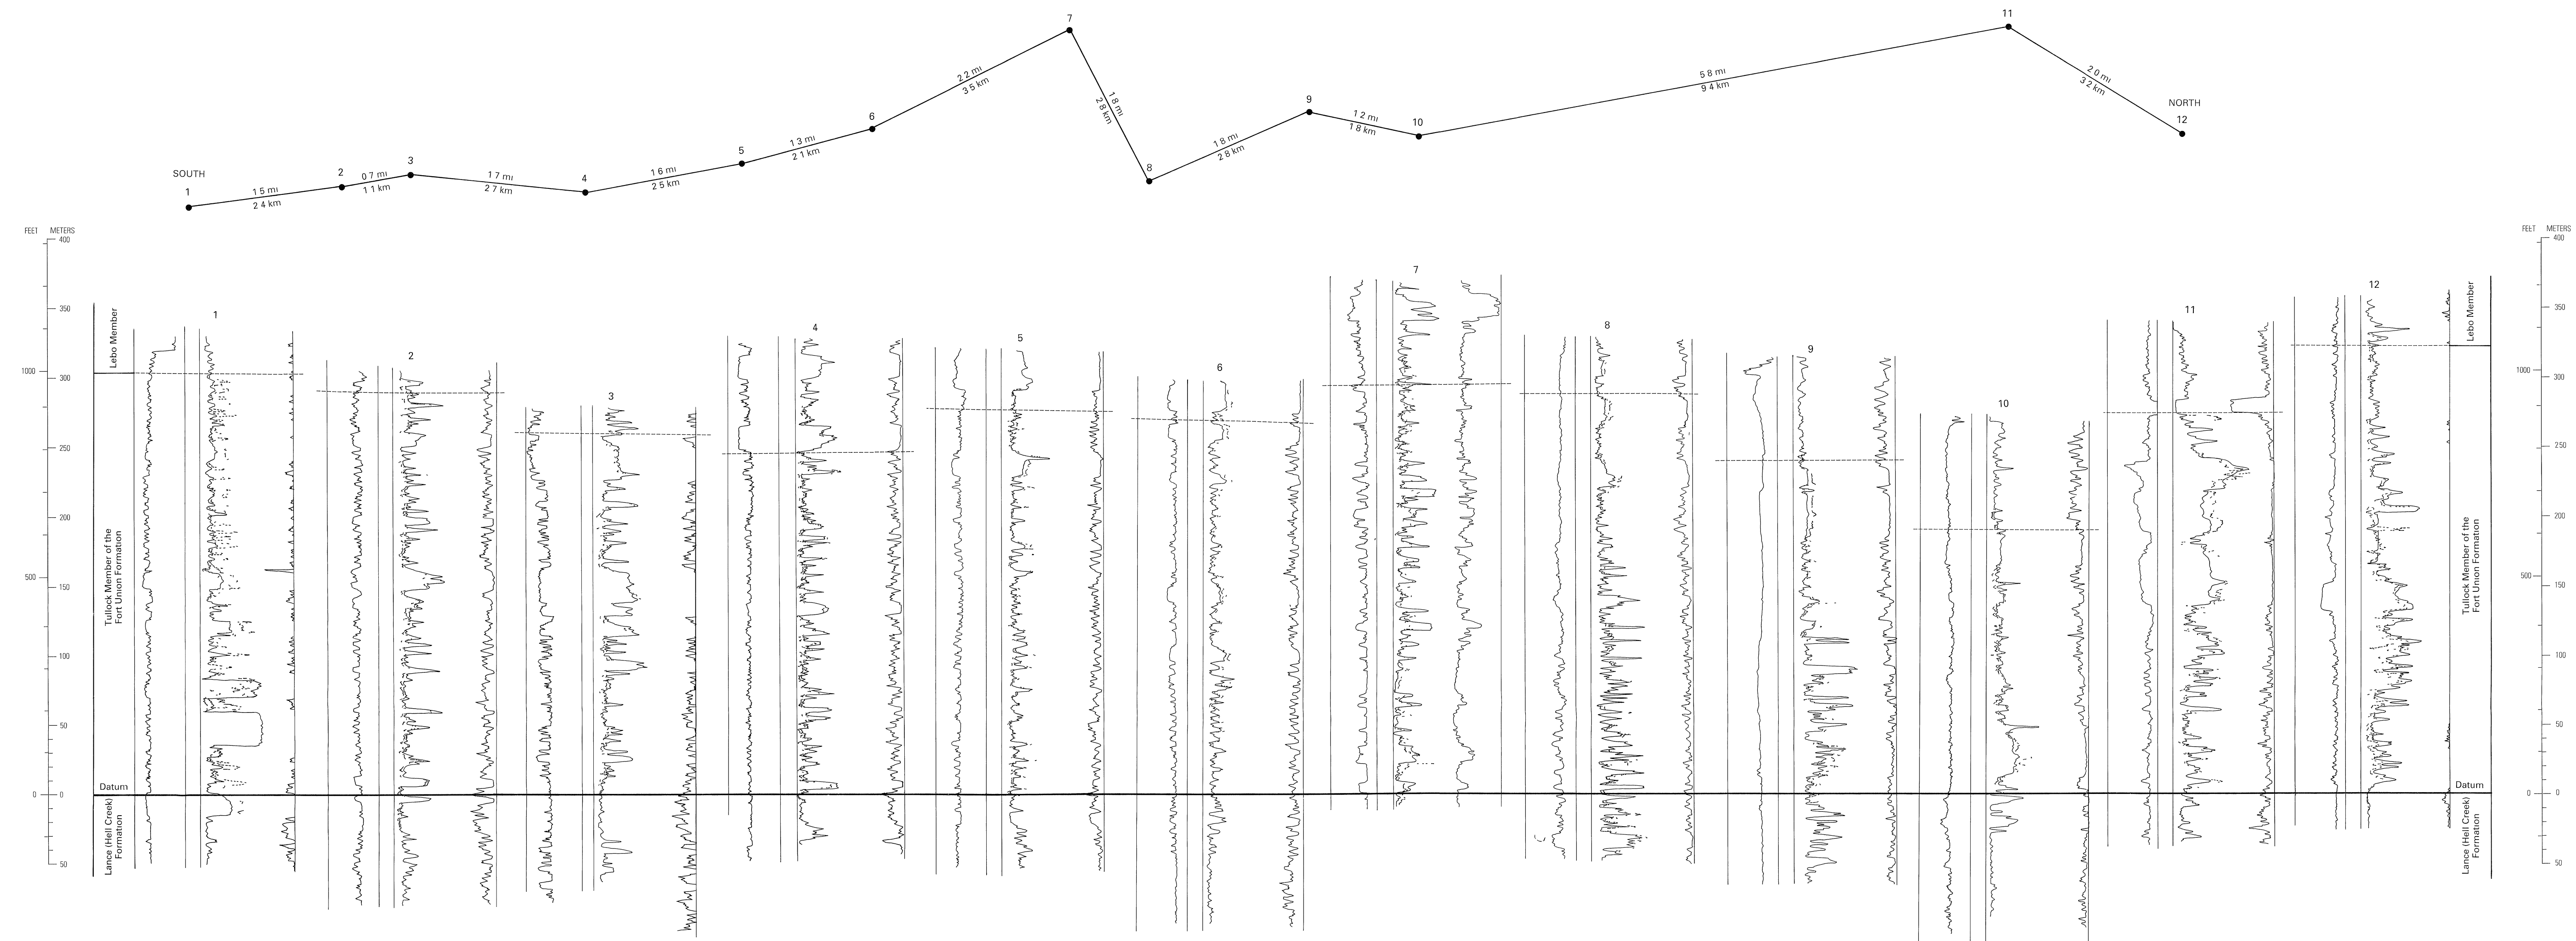 7
11
2 2 mi
3 5 km
5 8 mi
9 4 km
2 0 mi
3 2 km
1 8 mi
2 8 km
NORTH
12
9
6
1 2 mi
1 8 km
10
1 3 mi
2 1 km
1 8 mi
2 8 km
5
8
SOUTH
1
2
3
4
1 5 mi
2 4 km
0 7 mi
1 1 km
1 7 mi
2 7 km
1 6 mi
2 5 km
FEET METERS
400
350
1000
300
250
200
500
150
100
50
0
0
50
Lebo Member
Tullock Member of the
Fort Union Formation
Datum
Lance (Hell Creek)
Formation
1
2
3
4
5
6
7
8
9
10
11
12
Lebo Member
Tullock Member of the
Fort Union Formation
Datum
Lance (Hell Creek)
Formation
FEET METERS
400
350
1000
300
250
200
500
150
100
50
0
0
50